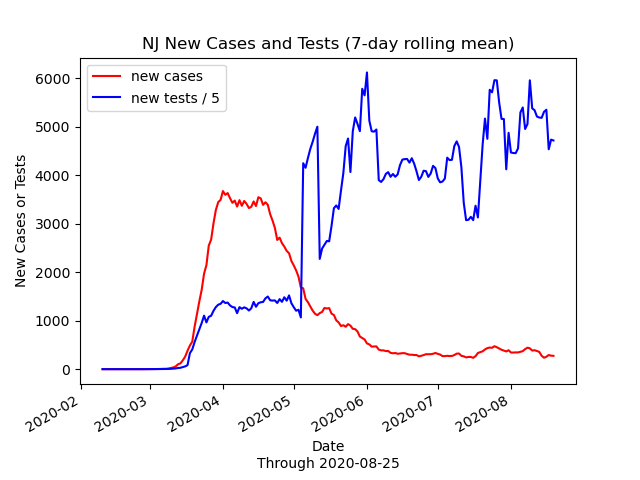 NJ New Cases and Tests (7-day rolling mean)
new cases
new tests / 5
New Cases or Tests
6000
5000
4000
3000
2000
1000
0
2020-02
2020-03
2020-04
2020-05
2020-06
2020-07
2020-08
Date
Through 2020-08-25